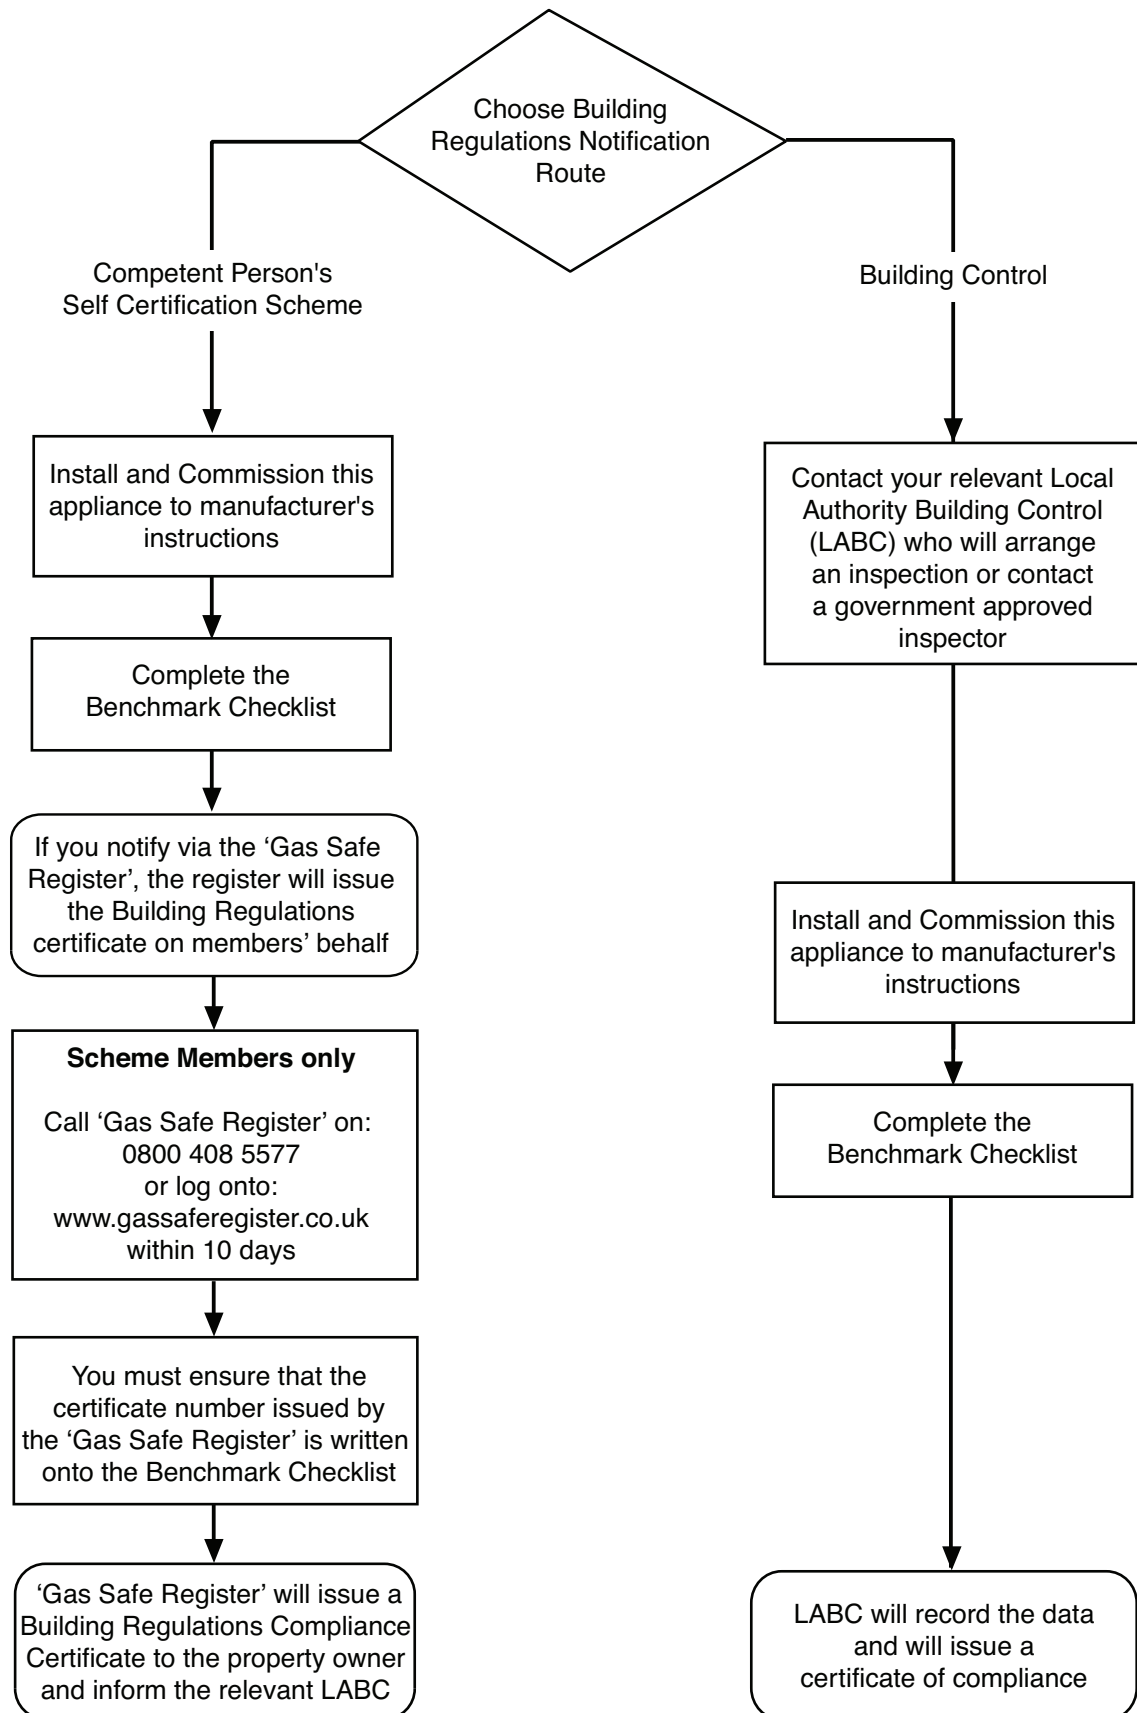 Choose Building
Regulations Notification
Route
Competent Person's
Self Certification Scheme
Building Control
Install and Commission this
appliance to manufacturer's
instructions
Complete the
Benchmark Checklist
If you notify via the ‘Gas Safe
Register’, the register will issue
the Building Regulations
certificate on members’ behalf
Scheme Members only
Call ‘Gas Safe Register’ on:
0800 408 5577
or log onto:
www.gassaferegister.co.uk
within 10 days
You must ensure that the
certificate number issued by
the ‘Gas Safe Register’ is written
onto the Benchmark Checklist
‘Gas Safe Register’ will issue a
Building Regulations Compliance
Certificate to the property owner
and inform the relevant LABC
Contact your relevant Local
Authority Building Control
(LABC) who will arrange
an inspection or contact
a government approved
inspector
Install and Commission this
appliance to manufacturer's
instructions
Complete the
Benchmark Checklist
LABC will record the data
and will issue a
certificate of compliance